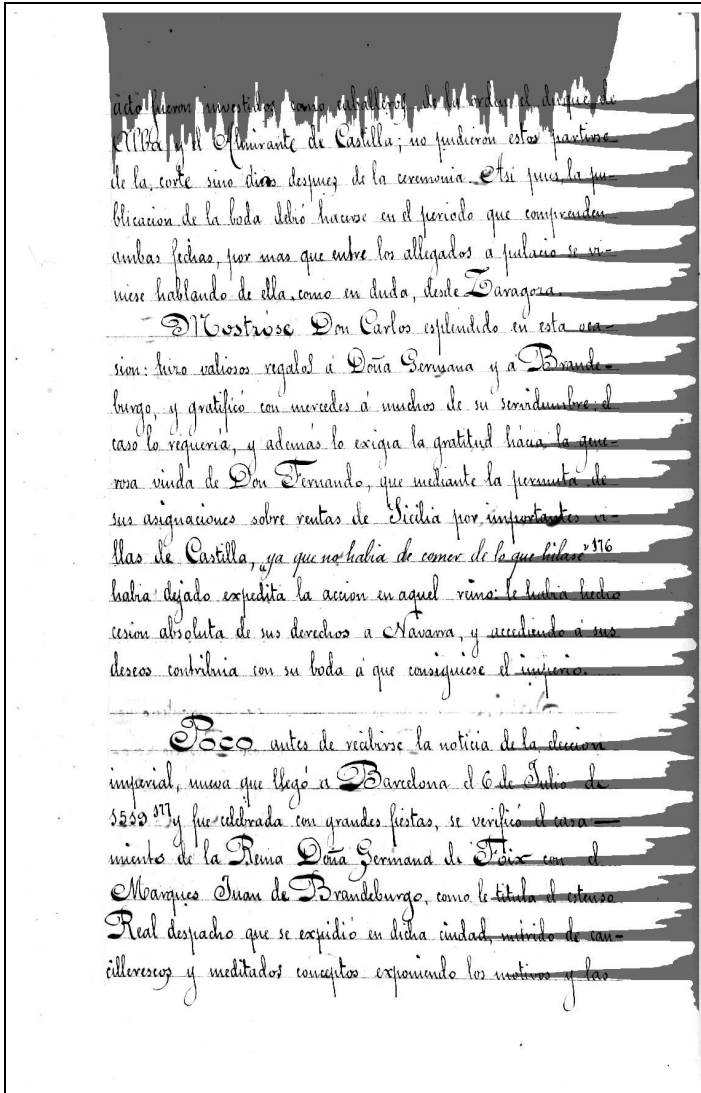 acto fueron investidos como caballeros de la orden el duque de
Alba y el Almirante de Castilla; no pudieron estos partirse
de la corte sino dias despues de la ceremonia. Asi pues, la pu-
blicacion de la boda debió hacerse en el periodo que comprenden
ambas fechas, por mas que entre los allegados a palacio se vi-
niese hablando de ella, como en duda, desde Zaragoza.
Mostróse Don Carlos esplendido en esta oca-
sion: hizo valiosos regalos á Doña Germana y á Brande-
burgo, y gratificó con mercedes á muchos de su servidumbre; el
caso lo requeria, y además lo exigia la gratitud hácia la gene-
rosa viuda de Don Fernando, que mediante la permuta de
sus asignaciones sobre rentas de Sicilia por importantes vi-
llas de Castilla, „ya que no habia de comer de lo que hilase" 176
habia dejado expedita la accion en aquel reino: le habia hecho
cesion absoluta de sus derechos a Navarra, y accediendo á sus
deseos contribuia con su boda á que consiguiese el imperio.
Poco antes de recibirse la noticia de la eleccion
imperial, nueva que llegó a Barcelona el 6 de Julio de
1519 177 y fue celebrada con grandes fiestas, se verificó el casa-
miento de la Reina Doña Germana de Foix con el
Marques Juan de Brandeburgo, como le titula el estenso
Real despacho que se expidió en dicha ciudad, nutrido de can-
cillerescos y meditados conceptos exponiendo los motivos y las